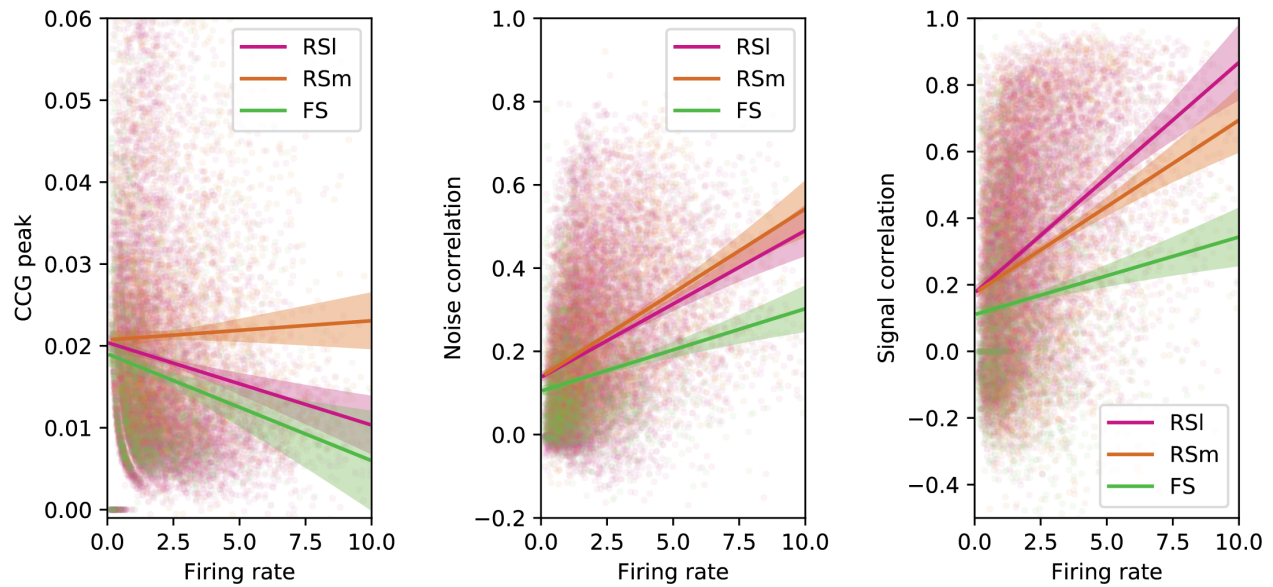 0.06
0.05
0.04
0.03
0.02
0.01
0.00
CCG peak
0.0 2.5 5.0 7.5 10.0
Firing rate
RSl
RSm
FS
1.0
0.8
0.6
0.4
0.2
0.0
−0.2
Noise correlation
0.0 2.5 5.0 7.5 10.0
Firing rate
RSl
RSm
FS
1.0
0.8
0.6
0.4
0.2
0.0
−0.2
−0.4
Signal correlation
0.0 2.5 5.0 7.5 10.0
Firing rate
RSl
RSm
FS